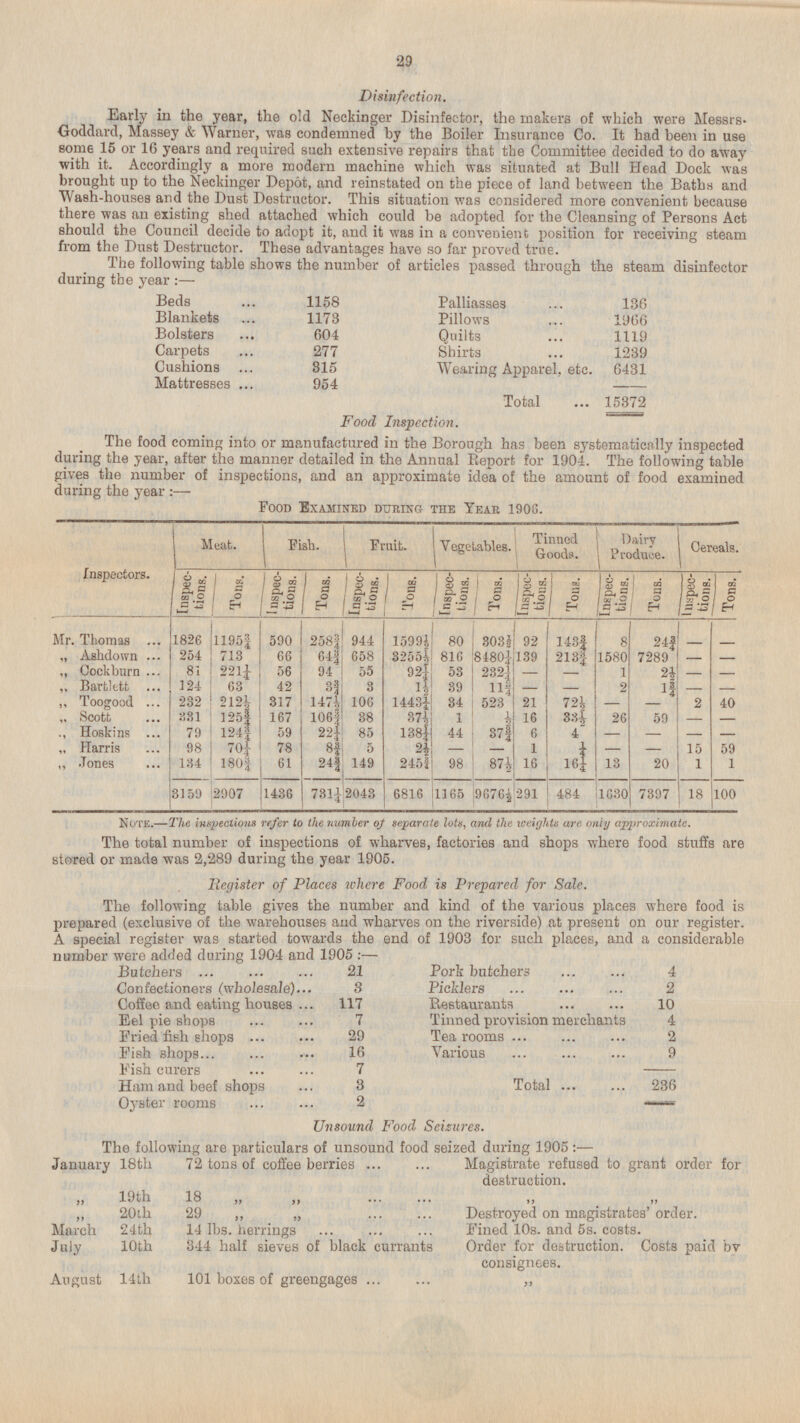 29
Disinfection.
Early in the year, the old Neckinger Disinfector, the makers of which were Messrs.
Goddard, Massey & Warner, was condemned by the Boiler Insurance Co. It had been in use
some 15 or 16 years and required such extensive repairs that the Committee decided to do away
with it. Accordingly a more modern machine which was situated at Bull Head Dock was
brought up to the Neckinger Depôt, and reinstated on the piece of land between the Baths and
Wash-houses and the Dust Destructor. This situation was considered more convenient because
there was an existing shed attached which could be adopted for the Cleansing of Persons Act
should the Council decide to adopt it, and it was in a convenient position for receiving steam
from the Dust Destructor. These advantages have so far proved true.
The following table shows the number of articles passed through the steam disinfector
during the year :—
Beds ... 1158 Palliasses ... 136
Blankets ... 1173 Pillows ... 1966
Bolsters ... 604 Quilts ... 1119
Carpets ... 277 Shirts ... 1239
Cushions ... 315 Wearing Apparel, etc. 6431
Mattresses ... 954
Total ... 15372
Food Inspection.
The food coming into or manufactured in the Borough has been systematically inspected
during the year, after the manner detailed in the Annual Report for 1904. The following table
gives the number of inspections, and an approximate idea of the amount of food examined
during the year :—
FOOD EXAMINED DURING THE YEAR 1906.
Inspectors. Meat. Fish. Fruit. Vegetables. Tinned Goods. Dairy Produce. Cereals.
Inspections. Tons. Inspections. Tons. Inspections. Tons. Inspections. Tons. Inspections. Tons. Inspections. Tons. Inspections. Tons.
Mr. Thomas ... 1826 1195¾ 590 258¾ 944 1599½ 80 303½ 92 143¾ 8 24¾ — —
„ Ashdown ... 254 713 66 64¾ 658 3255½ 816 8480¼ 139 213¾ 1580 7289 — —
„ Cockburn ... 81 221¼ 56 94 55 92¼ 53 232¼ — — 1 2½ — —
„ Bartlett ... 124 63 42 3¾ 3 1½ 39 11¾ — — 2 1¾ — —
„ Toogood ... 232 212½ 317 147½ 106 1443¾ 34 523 21 72½ — — 2 40
„ Scott ... 331 125¾ 167 106¾ 38 37½ 1 ½ 16 33½ 26 59 — —
„ Hoskins ... 79 124¾ 59 22¼ 85 138¼ 44 37¾ 6 4 — — — —
„ Harris ... 98 70¼ 78 8¾ 5 2½ — — 1 ¼ — — 15 59
„ Jones ... 134 180¾ 61 24¾ 149 245¾ 98 87½ 16 16¼ 13 20 1 1
3159 2907 1436 731¼ 2043 6816 1165 9676½ 291 484 1630 7397 18 100
NOTE.—The inspections refer to the number of separate lots, and the weights are only approximate.
The total number of inspections of wharves, factories and shops where food stuffs are
stored or made was 2,289 during the year 1905.
Register of Places where Food is Prepared for Sale.
The following table gives the number and kind of the various places where food is
prepared (exclusive of the warehouses and wharves on the riverside) at present on our register.
A special register was started towards the end of 1903 for such places, and a considerable
number were added during 1904 and 1905 :—
Butchers ... ... ... 21 Pork butchers ... ... 4
Confectioners (wholesale)... 3 Picklers ... ... ... 2
Coffee and eating houses ... 117 Restaurants ... ... 10
Eel pie shops ... ... 7 Tinned provision merchants 4
Fried fish shops ... ... 29 Tea rooms ... ... ... 2
Fish shops... ... ... 16 Various ... ... ... 9
Fish curers ... ... 7
Ham and beef shops ... 3 Total ... ... 236
Oyster rooms ... ... 2
Unsound Food Seizures.
The following are particulars of unsound food seized during 1905 :—
January 18th 72 tons of coffee berries ... ... Magistrate refused to grant order for
destruction.
„ 19th 18 „ „ ... ... „ „
„ 20th 29 „ „ ... ... Destroyed on magistrates' order.
March 24th 14 lbs. herrings ... ... ... Fined 10s. and 5s. costs.
July 10th 344 half sieves of black currants Order for destruction. Costs paid by
consignees.
August 14th 101 boxes of greengages ... ... „